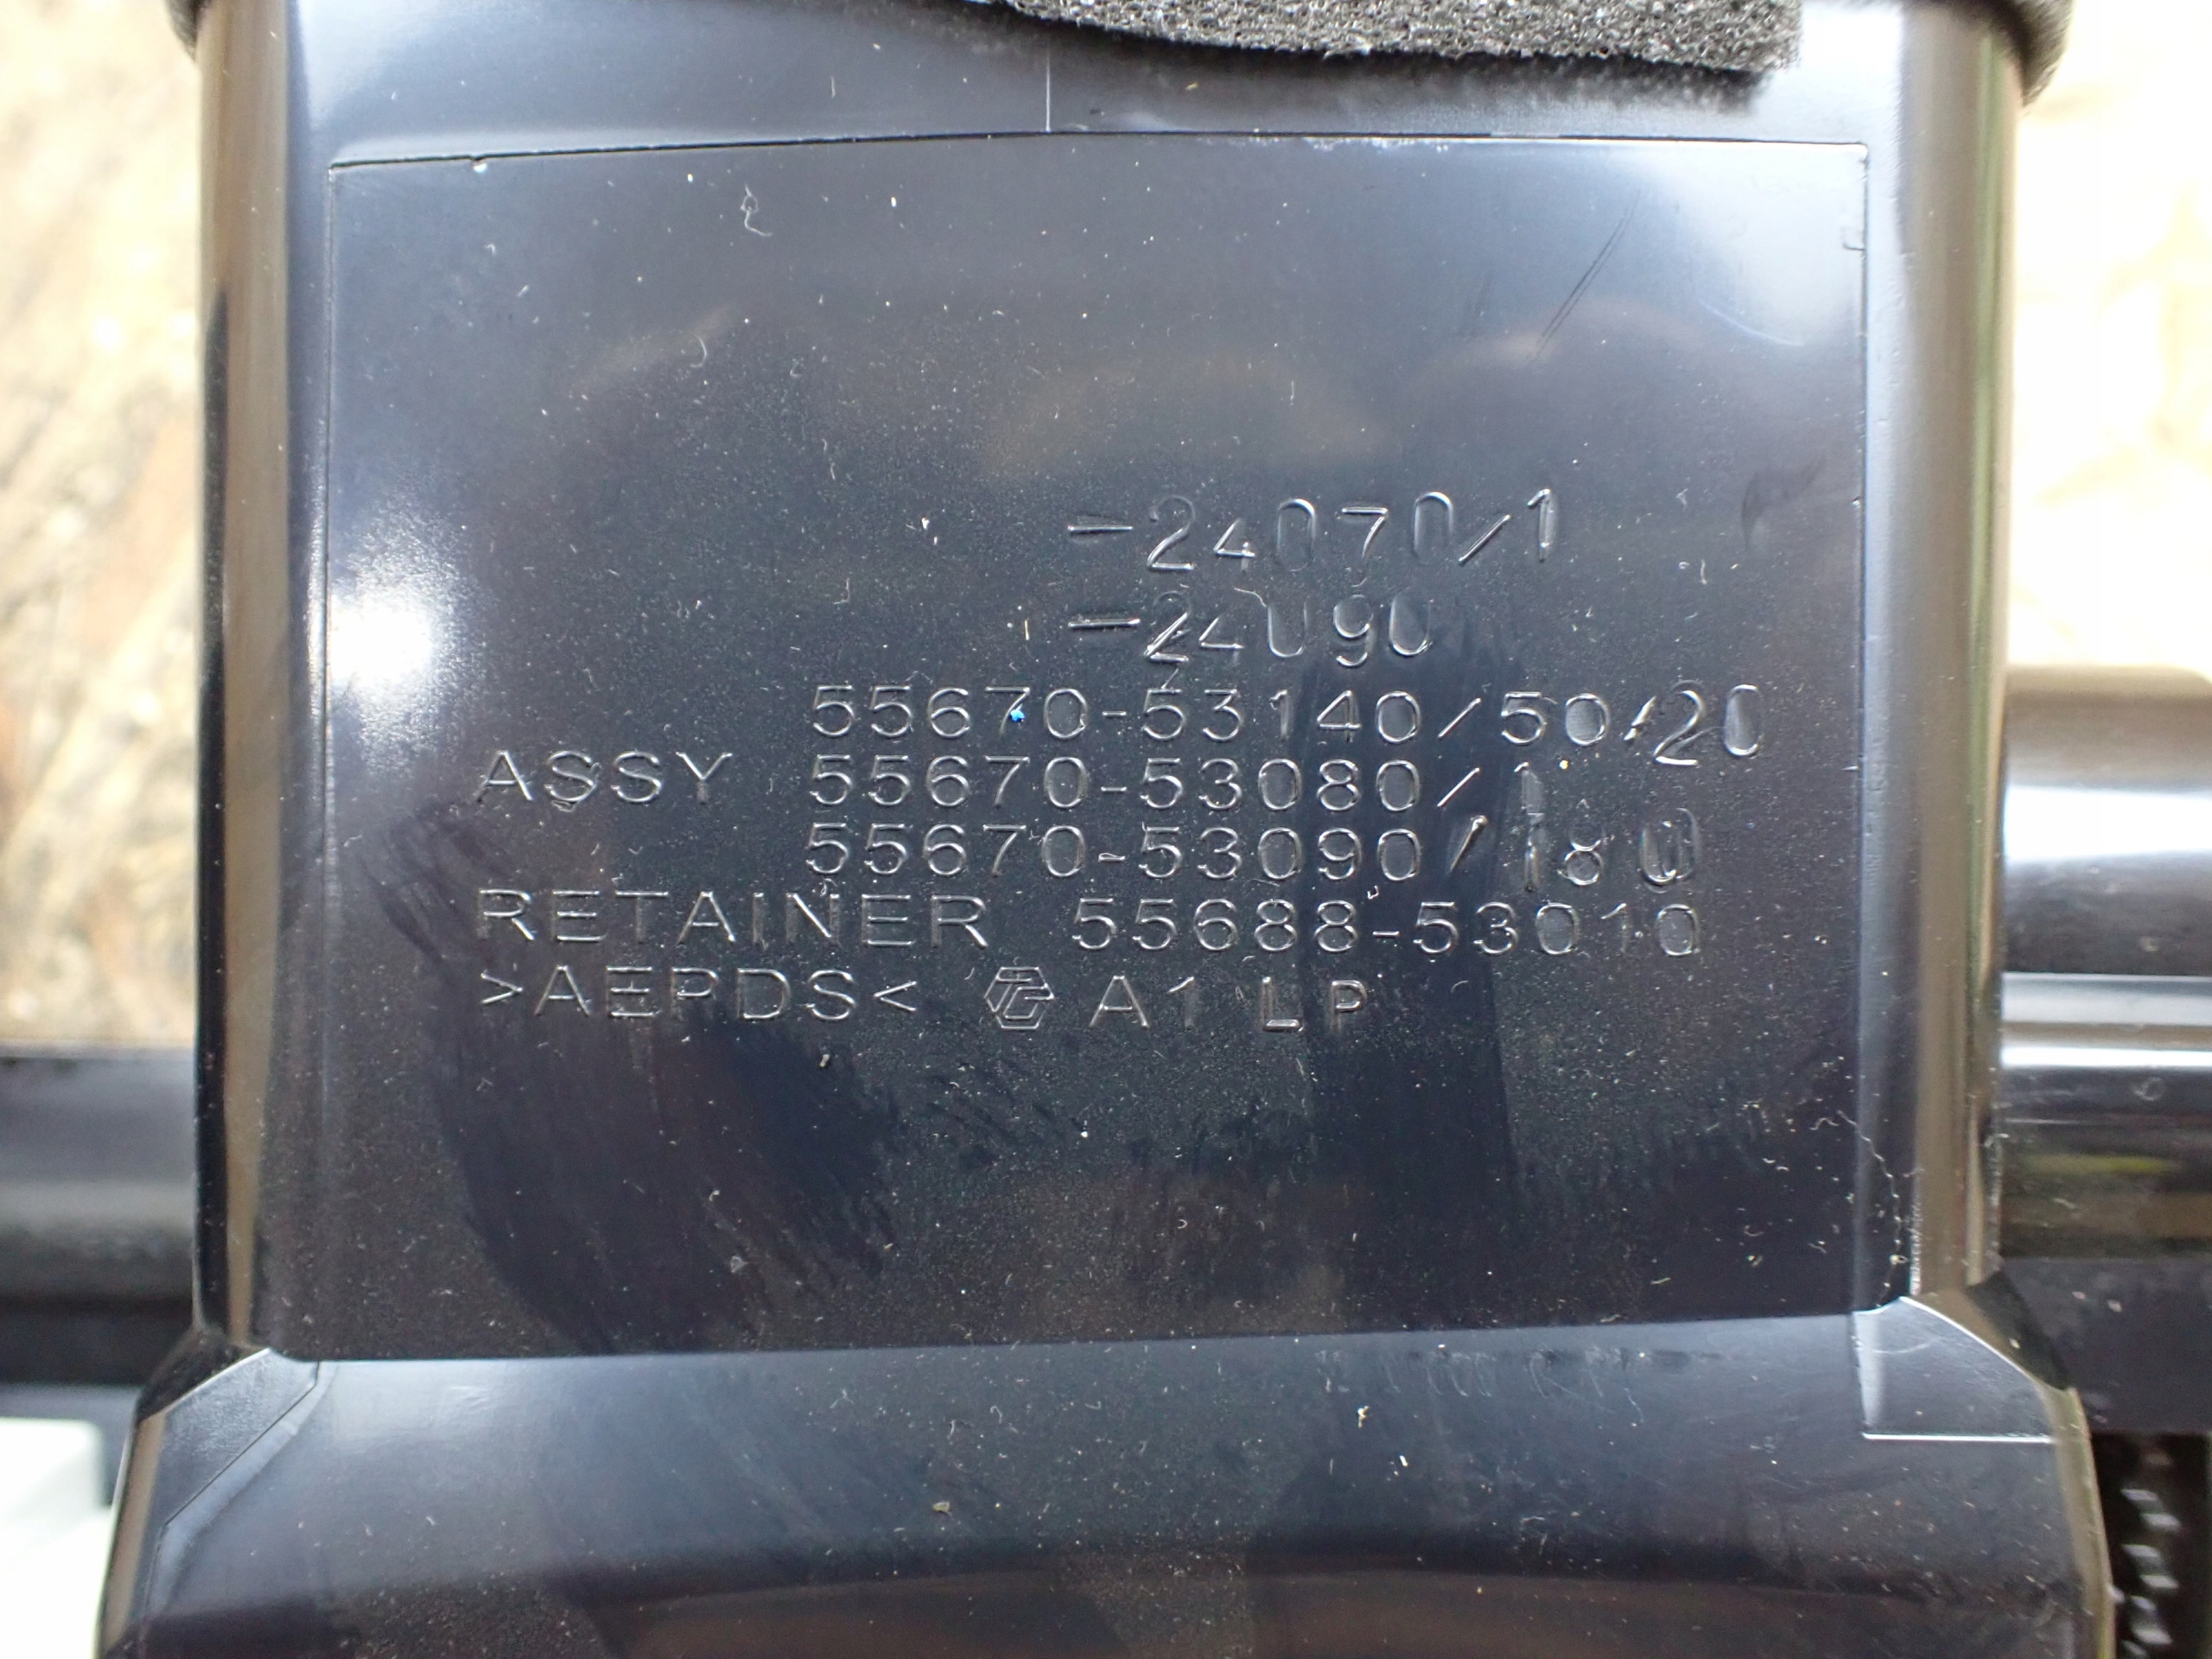 -24070/1
-24090
55670-53140/50/20
ASSY 55670-53080/1
55670-53090/180
RETAINER 55688-53010
>AEPDS< TG A1 LP